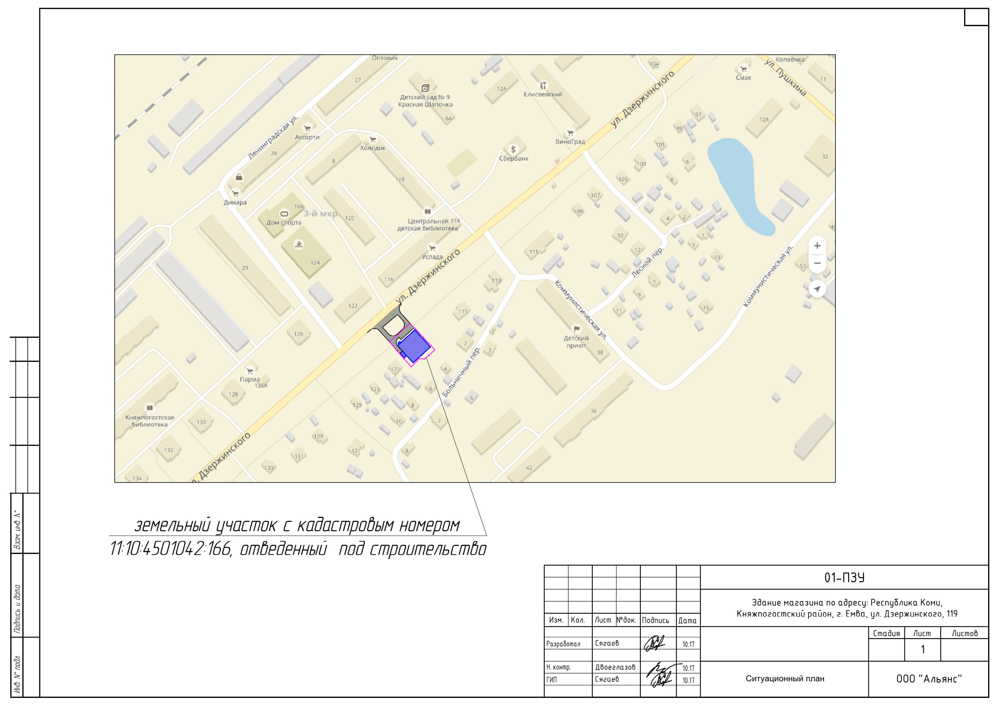 Оптовик
27
Детский сад № 9
Красная Шапочка
8А
12А
Елисеевский
104
ул. Дзержинского
Смак
Копеечка
ул. Пушкина
11
12А
32
97
99
101
103
105
107
109
6
8
ВиноГрад
Сбербанк
Ленинградская ул.
Ассорти
28
Холодок
8
118
Динара
10А
Дом спорта
3-й мкр.
120
Центральная 114
детская библиотека
Услада
124
29
116
122
ул. Дзержинского
111
10
12
4
2
1
3
13
Лесной пер.
7
9
11
15
Коммунистическая ул.
53
49
113
115
Коммунистическая ул.
Детский
приют
38
1
2
3
Больничный пер.
126
Парма
126А
128
121
123
125
4
6
8
10
5
7
9
12
36
42
Княжпогостская
библиотека
130
132
134
129
131
133
л. Дзержинского
земельный участок с кадастровым номером
11:10:4501042:166, отведенный под строительство
Взам. инв. N°
Подпись и дата
Инв. N° подл.
01-ПЗУ
Здание магазина по адресу: Республика Коми,
Княжпогостский район, г. Емва, ул. Дзержинского, 119
Изм. Кол. Лист №док. Подпись Дата
Стадия Лист Листов
Разработал Сягаев 10.17
1
Н. контр. Двоеглазов 10.17
ГИП Сягаев 10.17
Ситуационный план
ООО "Альянс"